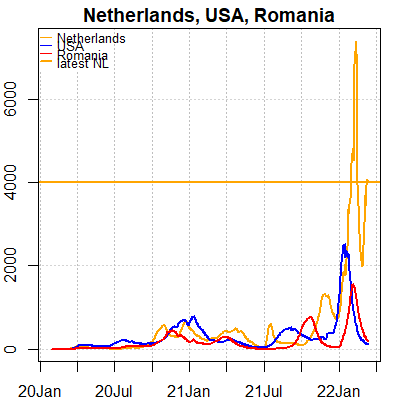 Netherlands, USA, Romania
Netherlands
USA
Romania
latest NL
6000
4000
2000
0
20Jan 20Jul 21Jan 21Jul 22Jan